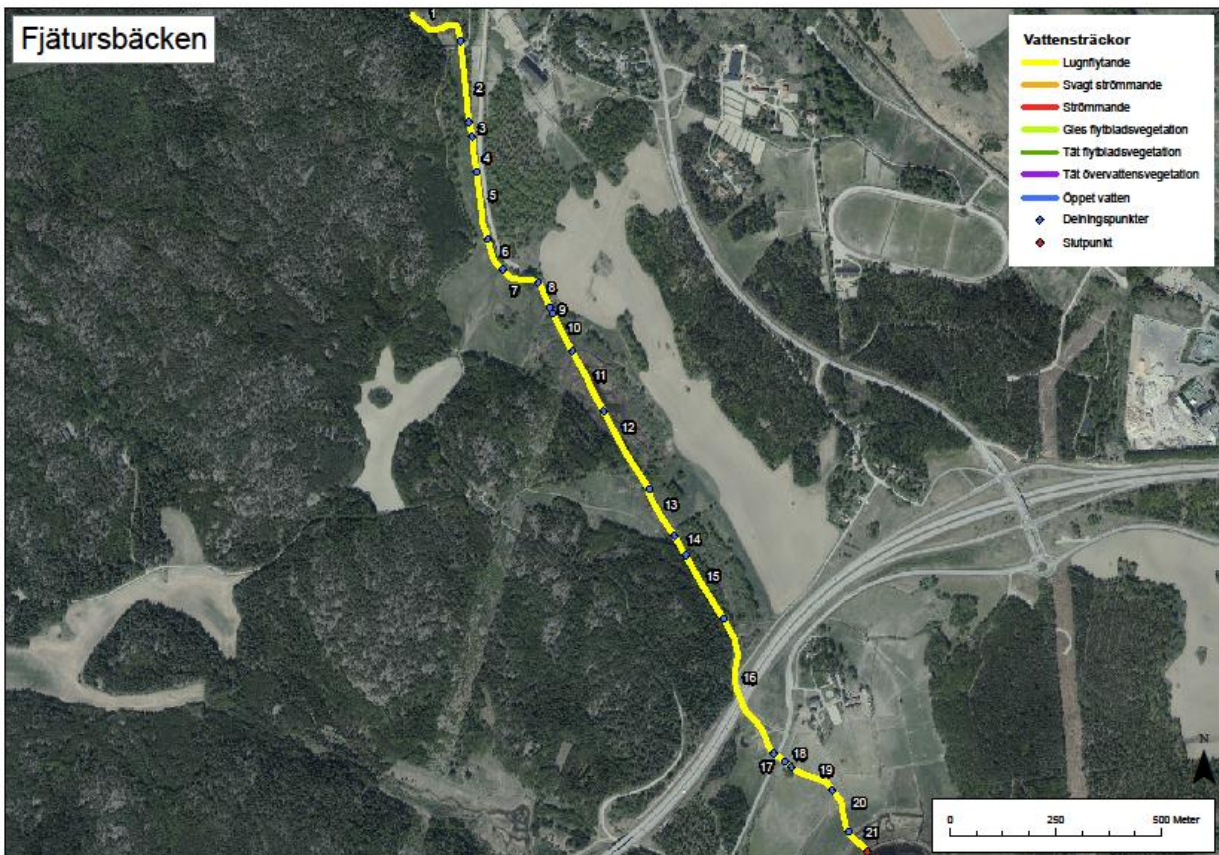 Fjätursbäcken
Vattensträckor
Lugnflytande
Svagt strömmande
Strömmande
Gles flytbladsvegetation
Tät flytbladsvegetation
Tät övervattensvegetation
Öppet vatten
Delningspunkter
Slutpunkt
1
2
3
4
5
6
7
8
9
10
11
12
13
14
15
16
17
18
19
20
21
N
0 250 500 Meter